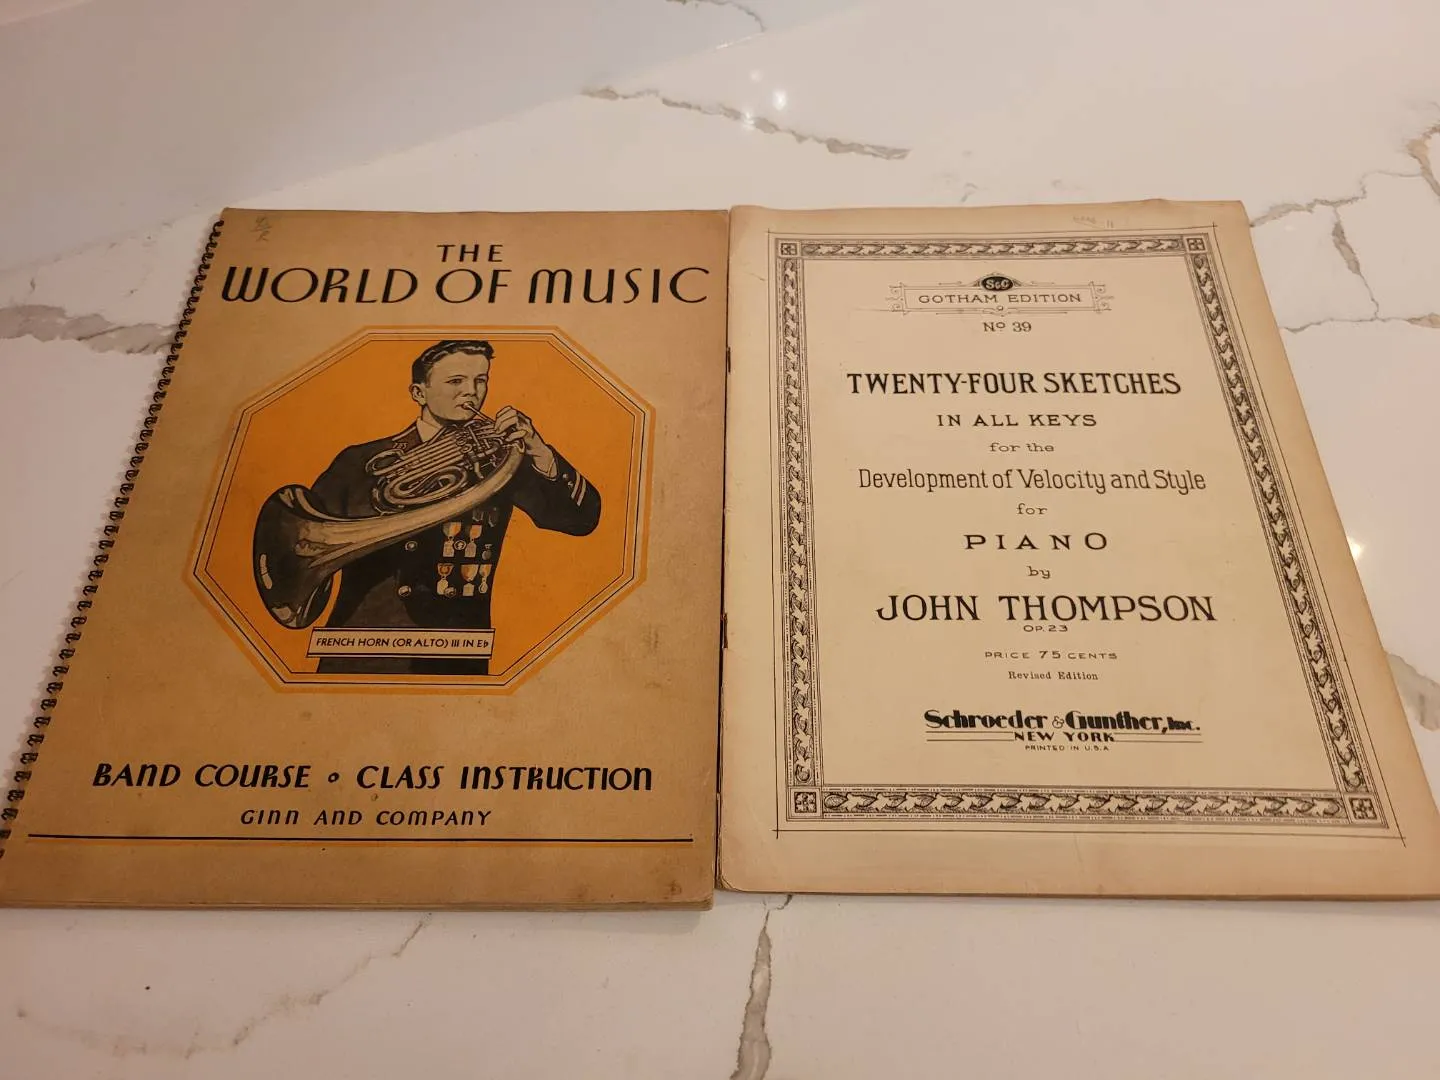 THE
WORLD OF MUSIC
FRENCH HORN (OR ALTO) III IN E♭
BAND COURSE • CLASS INSTRUCTION
GINN AND COMPANY
S&G
GOTHAM EDITION
No 39
TWENTY-FOUR SKETCHES
IN ALL KEYS
for the
Development of Velocity and Style
for
PIANO
by
JOHN THOMPSON
OP. 23
PRICE 75 CENTS
Revised Edition
Schroeder & Gunther, Inc.
NEW YORK
PRINTED IN U.S.A